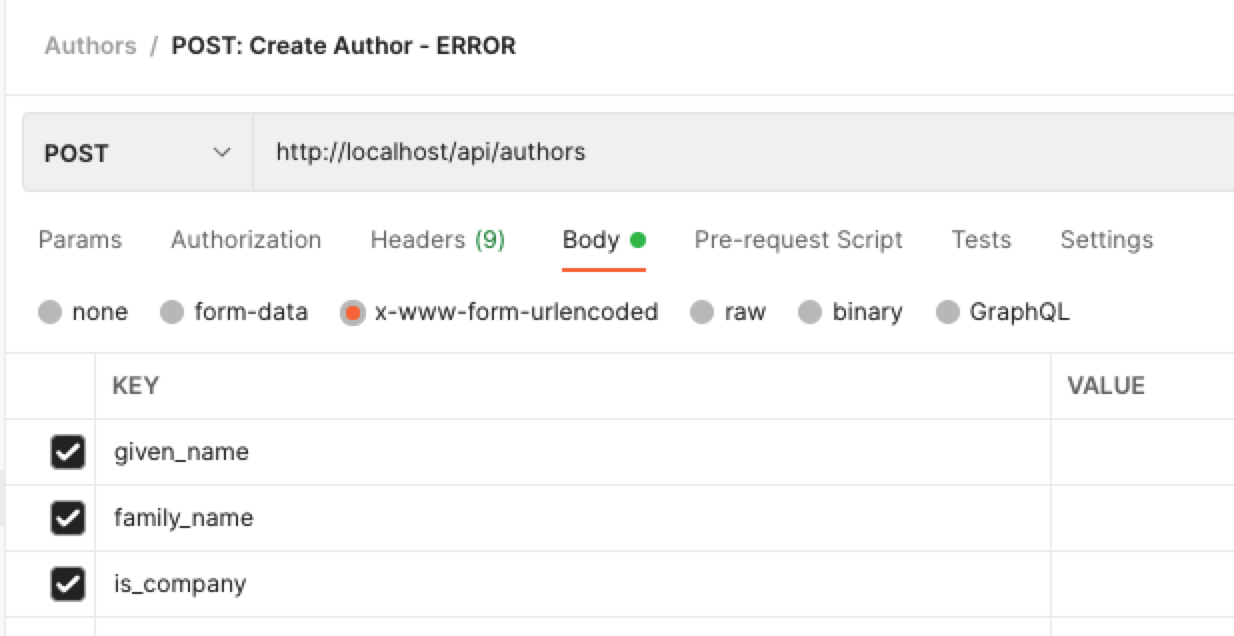 Authors / POST: Create Author - ERROR
POST http://localhost/api/authors
Params Authorization Headers (9) Body Pre-request Script Tests Settings
none form-data x-www-form-urlencoded raw binary GraphQL
KEY VALUE
given_name
family_name
is_company